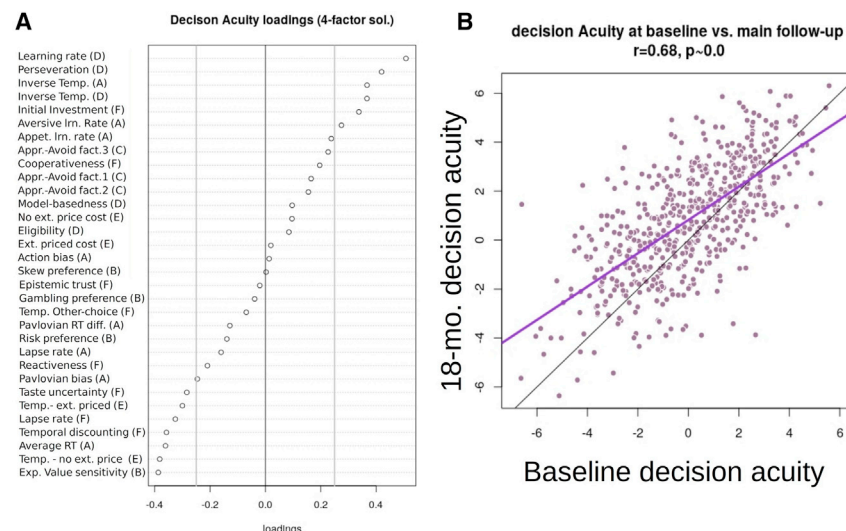 A
Decison Acuity loadings (4-factor sol.)
Learning rate (D)
Perseveration (D)
Inverse Temp. (A)
Inverse Temp. (D)
Initial Investment (F)
Aversive lrn. Rate (A)
Appet. lrn. rate (A)
Appr.-Avoid fact.3 (C)
Cooperativeness (F)
Appr.-Avoid fact.1 (C)
Appr.-Avoid fact.2 (C)
Model-basedness (D)
No ext. price cost (E)
Eligibility (D)
Ext. priced cost (E)
Action bias (A)
Skew preference (B)
Epistemic trust (F)
Gambling preference (B)
Temp. Other-choice (F)
Pavlovian RT diff. (A)
Risk preference (B)
Lapse rate (A)
Reactiveness (F)
Pavlovian bias (A)
Taste uncertainty (F)
Temp.- ext. priced (E)
Lapse rate (F)
Temporal discounting (F)
Average RT (A)
Temp. - no ext. price (E)
Exp. Value sensitivity (B)
-0.4 -0.2 0.0 0.2 0.4
loadings
B
decision Acuity at baseline vs. main follow-up
r=0.68, p~0.0
18-mo. decision acuity
6
4
2
0
-2
-4
-6
-6 -4 -2 0 2 4 6
Baseline decision acuity